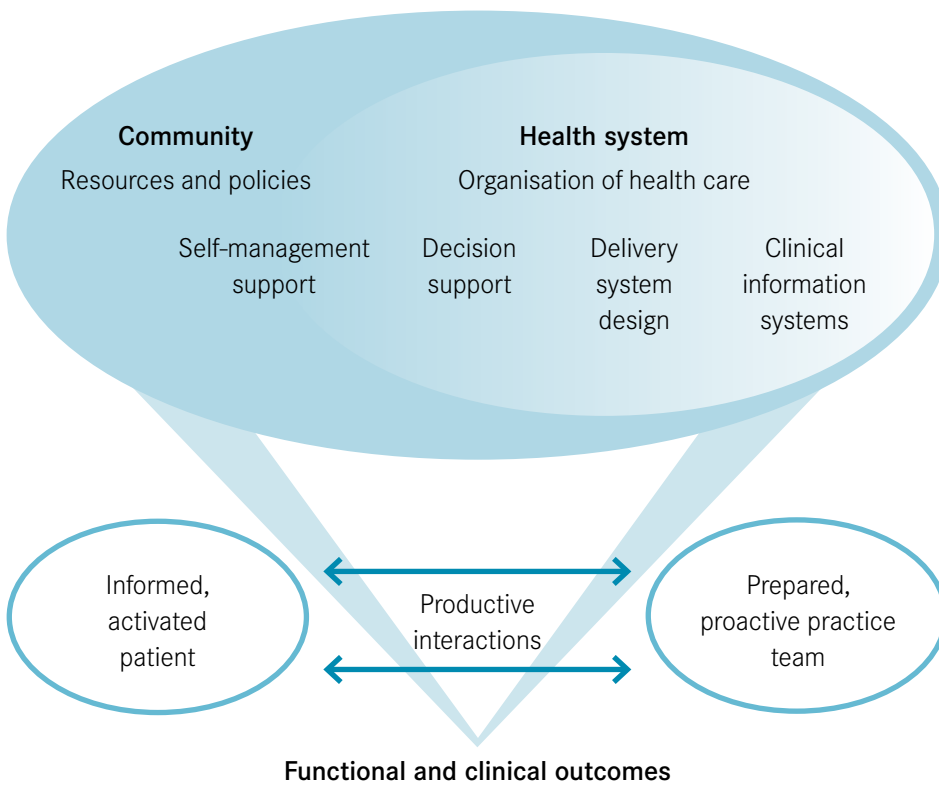 Community
Resources and policies
Health system
Organisation of health care
Self-management
support
Decision
support
Delivery
system
design
Clinical
information
systems
Informed,
activated
patient
Productive
interactions
Prepared,
proactive practice
team
Functional and clinical outcomes